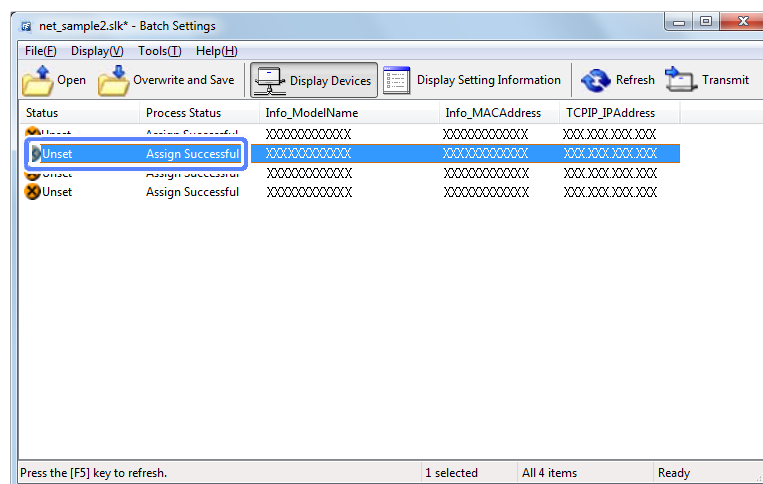 net_sample2.slk* - Batch Settings
File(F) Display(V) Tools(T) Help(H)
Open Overwrite and Save Display Devices Display Setting Information Refresh Transmit
Status Process Status Info_ModelName Info_MACAddress TCPIP_IPAddress
Unset Assign Successful XXXXXXXXXXXX XXXXXXXXXXXX XXX.XXX.XXX.XXX
Unset Assign Successful XXXXXXXXXXXX XXXXXXXXXXXX XXX.XXX.XXX.XXX
Unset Assign Successful XXXXXXXXXXXX XXXXXXXXXXXX XXX.XXX.XXX.XXX
Unset Assign Successful XXXXXXXXXXXX XXXXXXXXXXXX XXX.XXX.XXX.XXX
Press the [F5] key to refresh. 1 selected All 4 items Ready